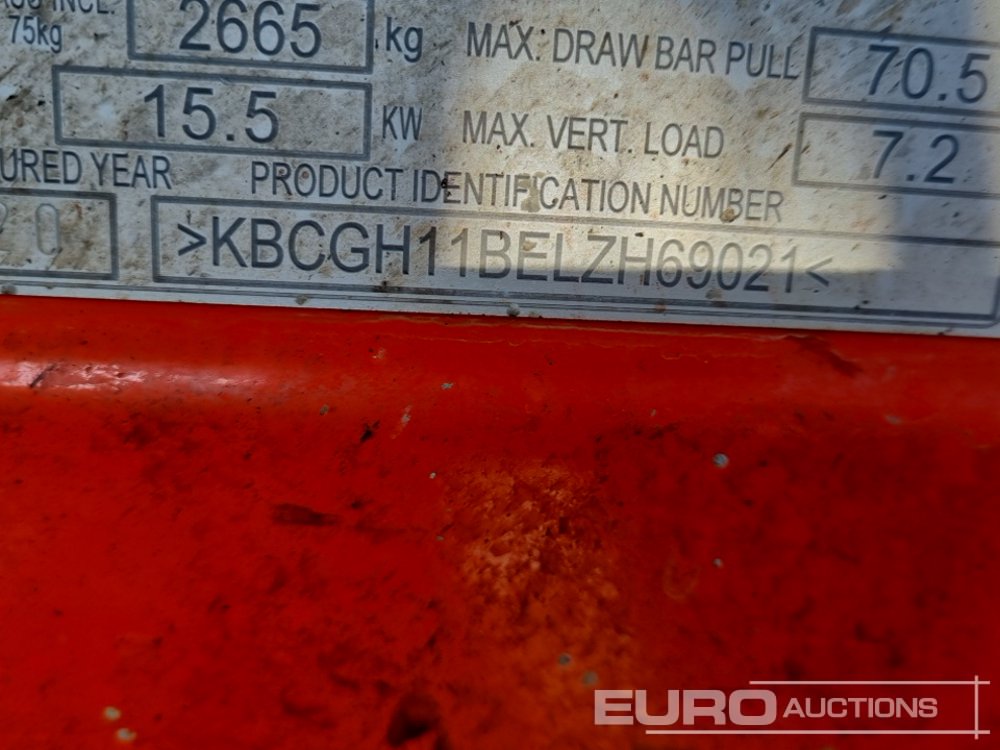 75kg 2665 kg MAX. DRAW BAR PULL 70.5
15.5 KW MAX. VERT. LOAD 7.2
URED YEAR PRODUCT IDENTIFICATION NUMBER
20 >KBCGH11BELZH69021<
EURO AUCTIONS